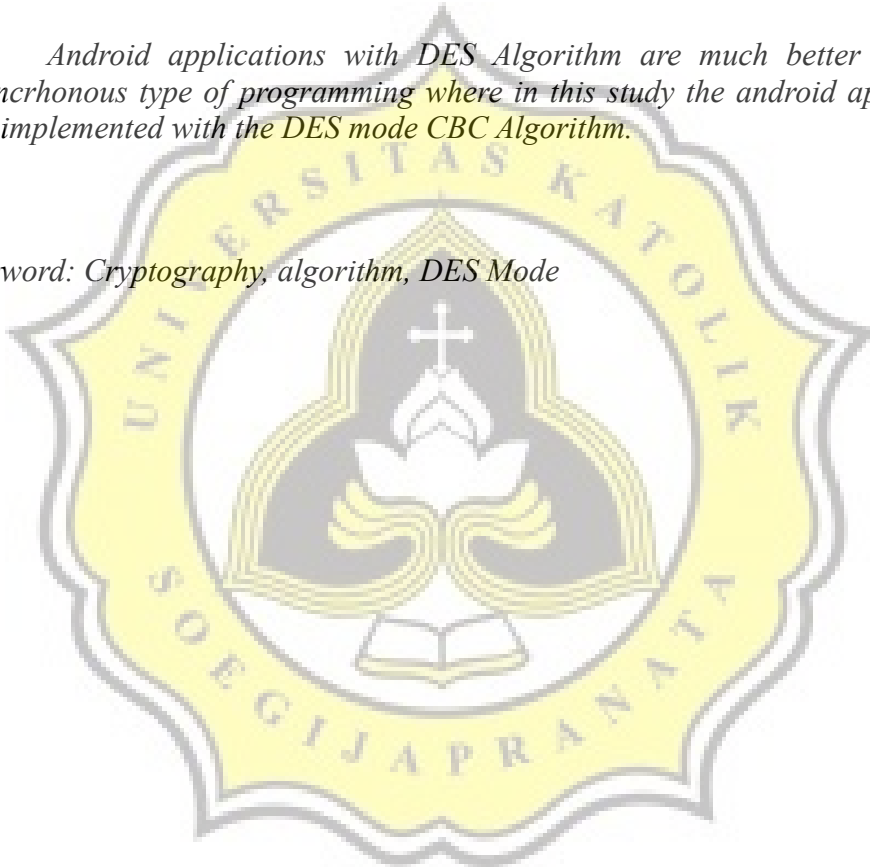 Android applications with DES Algorithm are much better
ncrhonous type of programming where in this study the android ap
implemented with the DES mode CBC Algorithm.
word: Cryptography, algorithm, DES Mode
UNIVERSITAS KATOLIK
SOEGIJAPRANATA